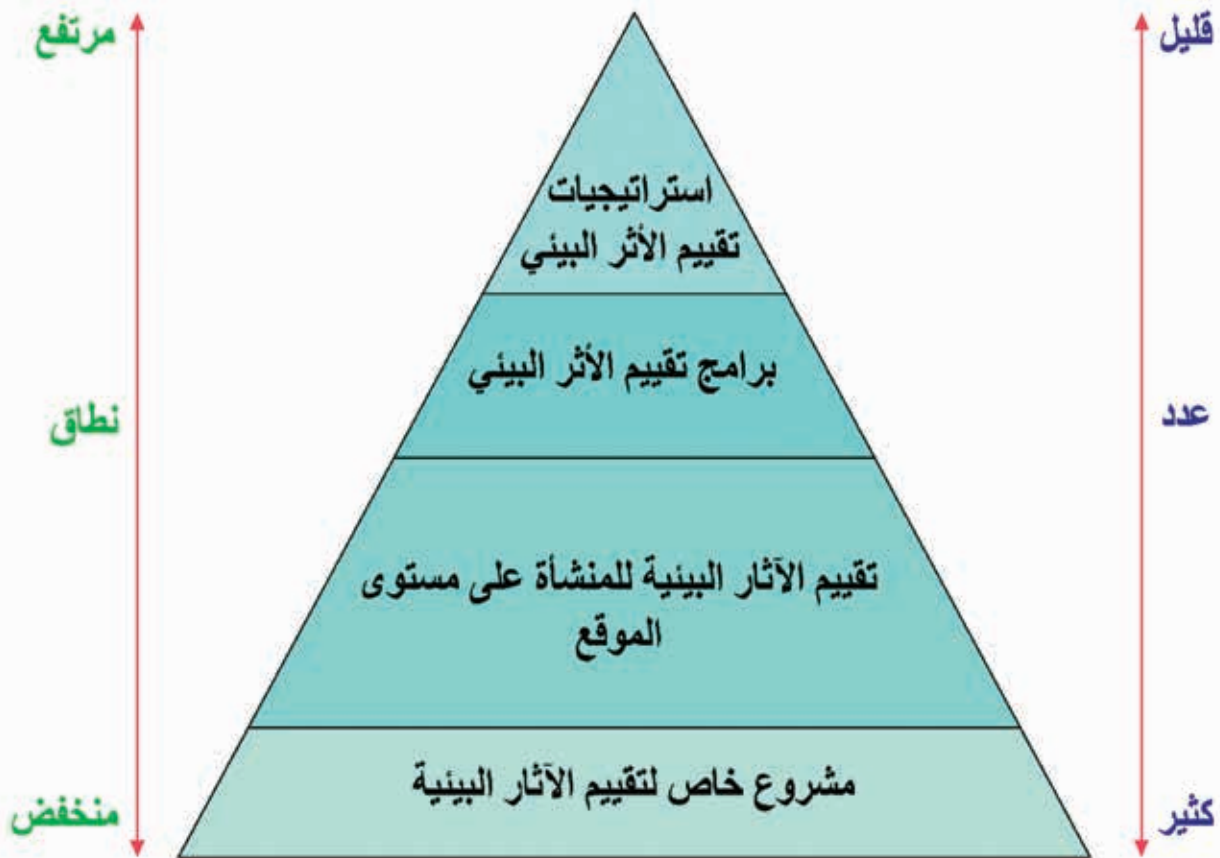 قليل
مرتفع
استراتيجيات
تقييم الأثر البيئي
برامج تقييم الأثر البيئي
عدد
نطاق
تقييم الآثار البيئية للمنشأة على مستوى
الموقع
مشروع خاص لتقييم الآثار البيئية
كثير
منخفض